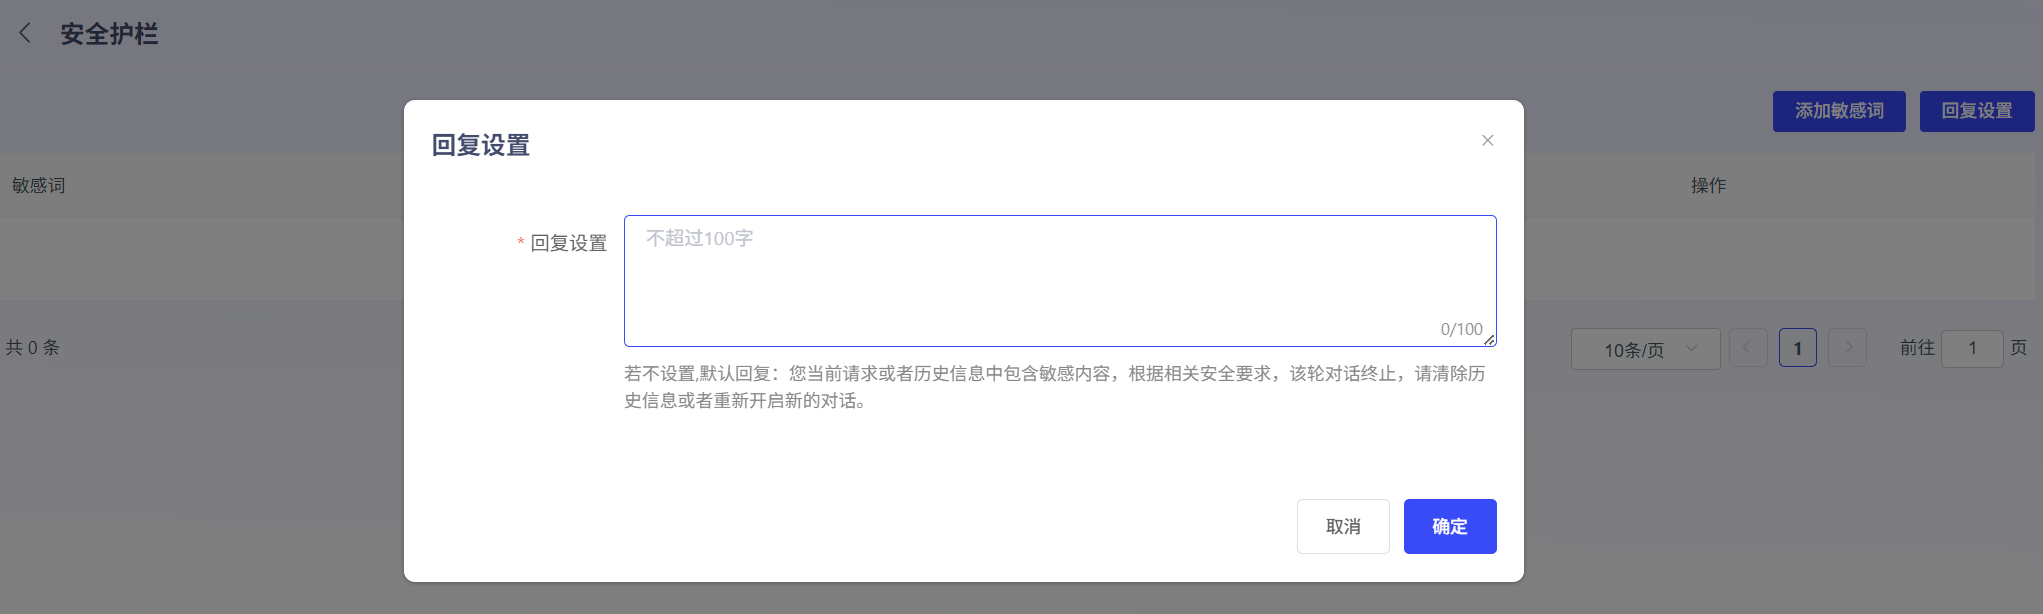 安全护栏
添加敏感词
回复设置
敏感词
操作
回复设置
* 回复设置
不超过100字
0/100
若不设置,默认回复：您当前请求或者历史信息中包含敏感内容，根据相关安全要求，该轮对话终止，请清除历
史信息或者重新开启新的对话。
共 0 条
10条/页
1
前往
1
页
取消
确定